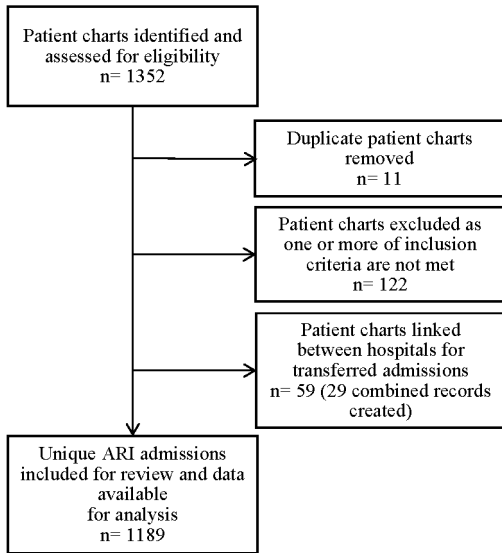 Patient charts identified and
assessed for eligibility
n= 1352
Duplicate patient charts
removed
n= 11
Patient charts excluded as
one or more of inclusion
criteria are not met
n= 122
Patient charts linked
between hospitals for
transferred admissions
n= 59 (29 combined records
created)
Unique ARI admissions
included for review and data
available
for analysis
n= 1189